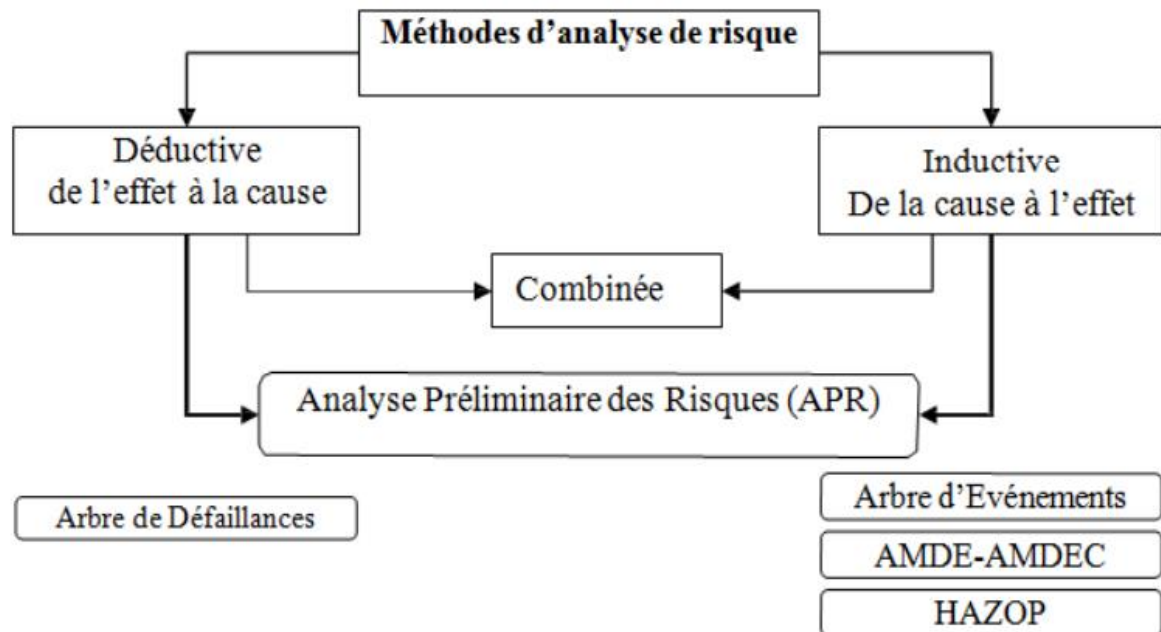 Méthodes d’analyse de risque
Déductive
de l’effet à la cause
Inductive
De la cause à l’effet
Combinée
Analyse Préliminaire des Risques (APR)
Arbre de Défaillances
Arbre d’Evénements
AMDE-AMDEC
HAZOP